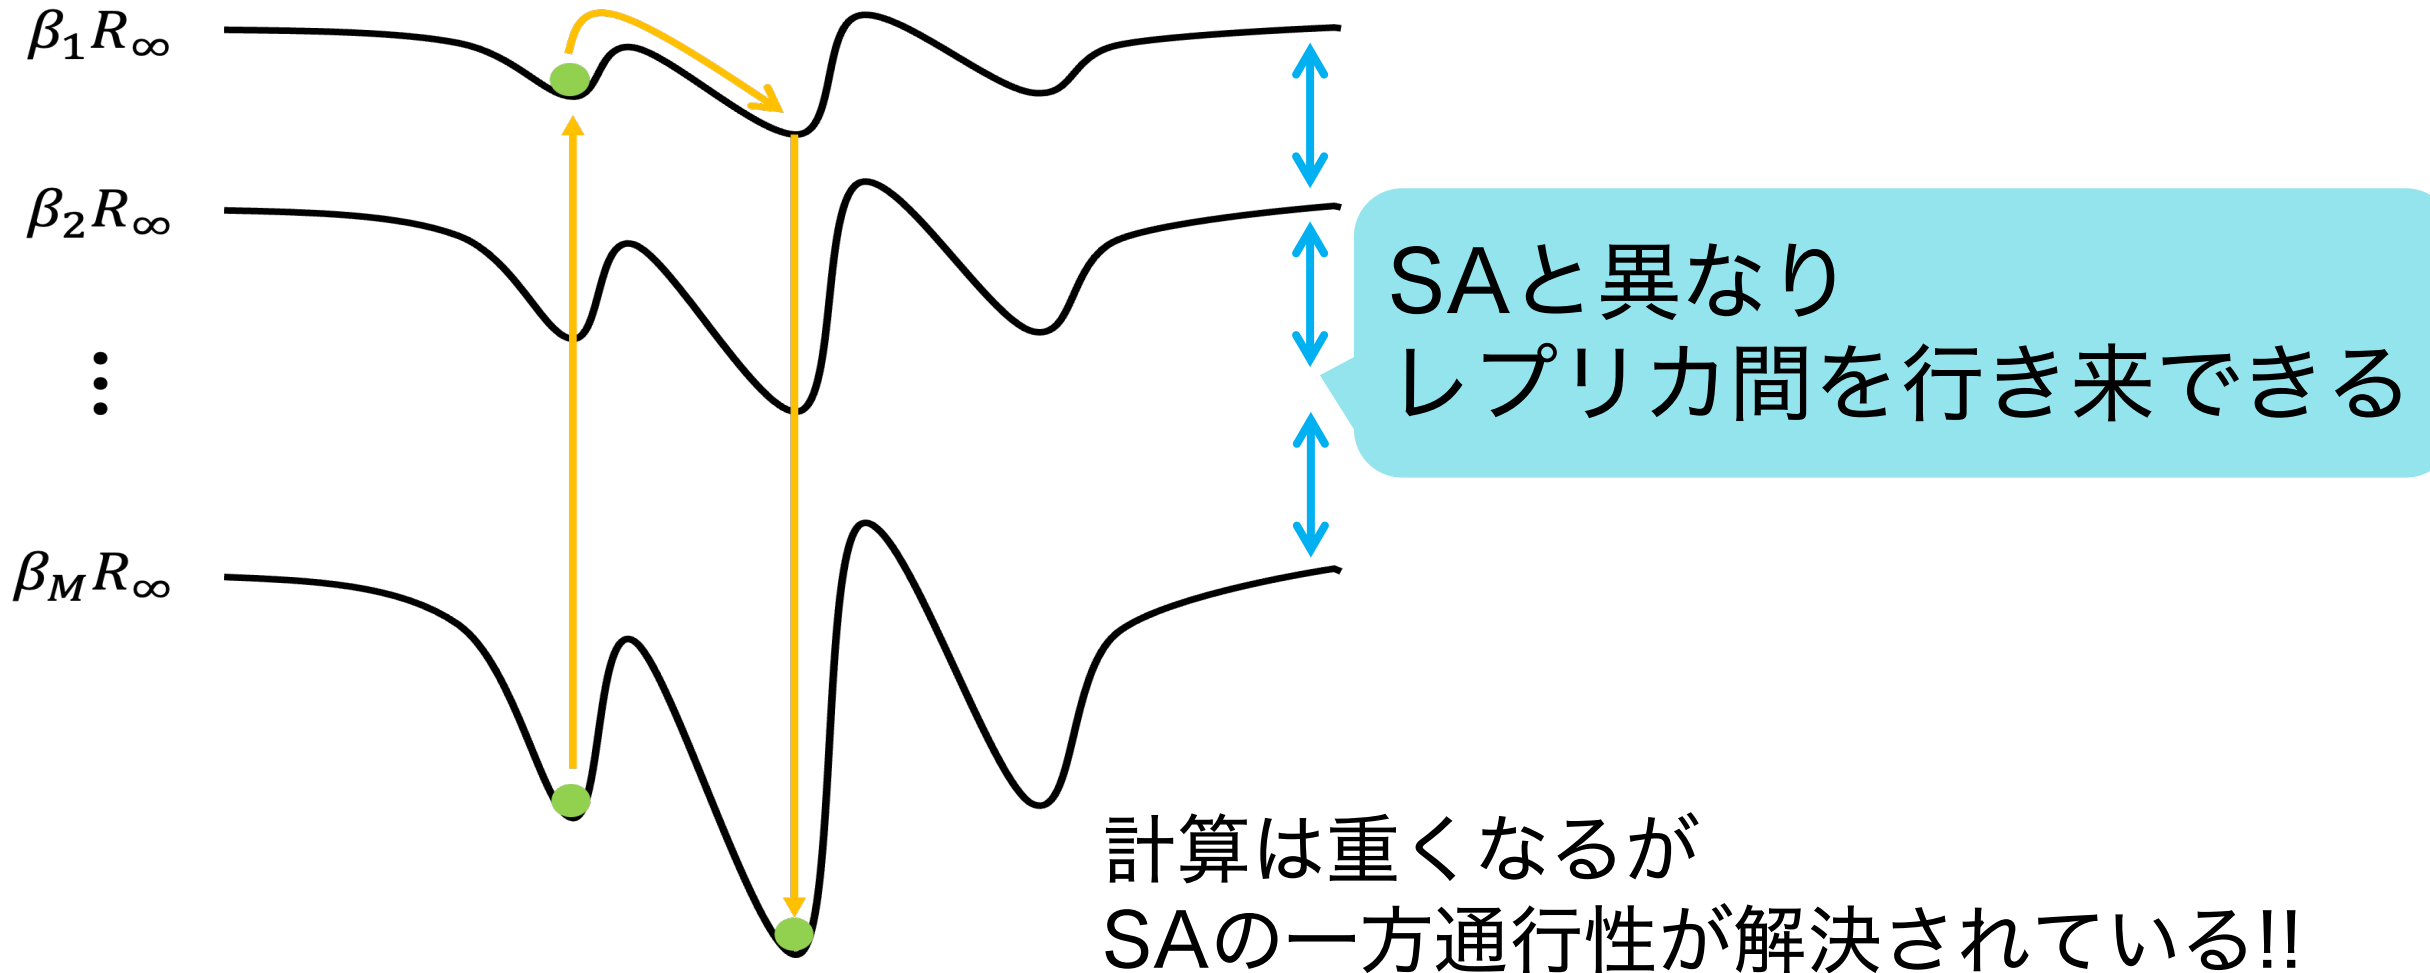 β₁R∞
β₂R∞
⋮
SAと異なり
レプリカ間を行き来できる
β_M R∞
計算は重くなるが
SAの一方通行性が解決されている!!